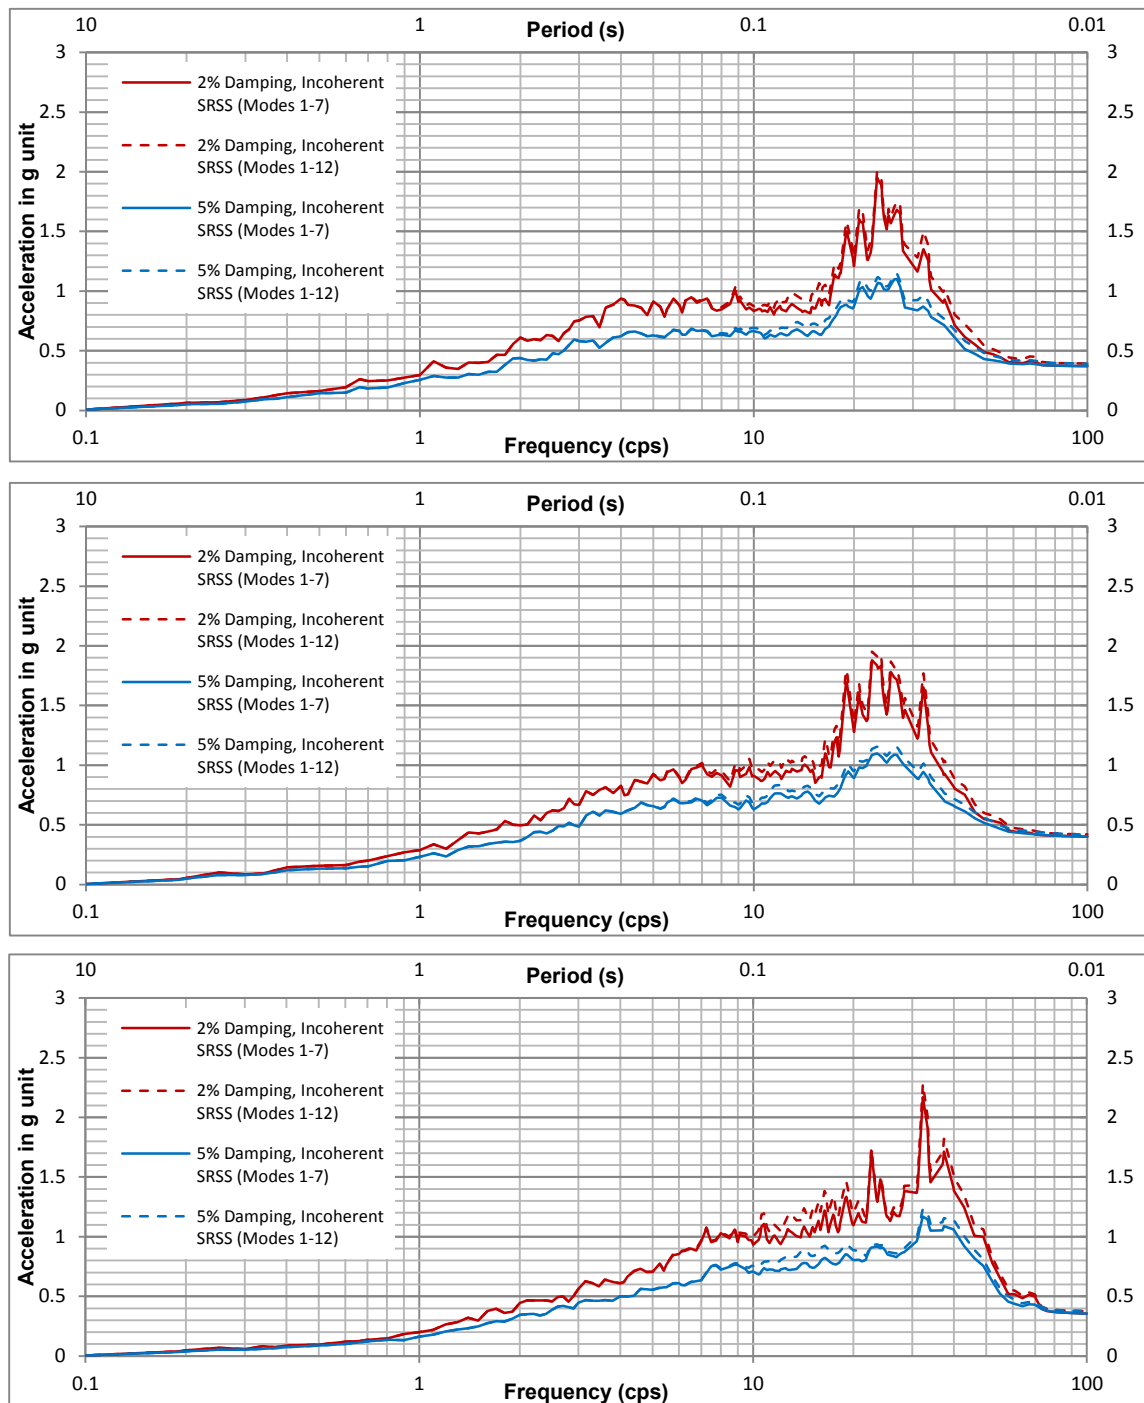 10 1 0.1 0.01
Period (s)
3 3
2% Damping, Incoherent
SRSS (Modes 1-7)
2.5 2.5
2% Damping, Incoherent
SRSS (Modes 1-12)
2 2
5% Damping, Incoherent
SRSS (Modes 1-7)
1.5 1.5
5% Damping, Incoherent
SRSS (Modes 1-12)
1 1
0.5 0.5
0 0
Acceleration in g unit
0.1 1 10 100
Frequency (cps)
10 1 0.1 0.01
Period (s)
3 3
2% Damping, Incoherent
SRSS (Modes 1-7)
2.5 2.5
2% Damping, Incoherent
SRSS (Modes 1-12)
2 2
5% Damping, Incoherent
SRSS (Modes 1-7)
1.5 1.5
5% Damping, Incoherent
SRSS (Modes 1-12)
1 1
0.5 0.5
0 0
Acceleration in g unit
0.1 1 10 100
Frequency (cps)
10 1 0.1 0.01
Period (s)
3 3
2% Damping, Incoherent
SRSS (Modes 1-7)
2.5 2.5
2% Damping, Incoherent
SRSS (Modes 1-12)
2 2
5% Damping, Incoherent
SRSS (Modes 1-7)
1.5 1.5
5% Damping, Incoherent
SRSS (Modes 1-12)
1 1
0.5 0.5
0 0
Acceleration in g unit
0.1 1 10 100
Frequency (cps)